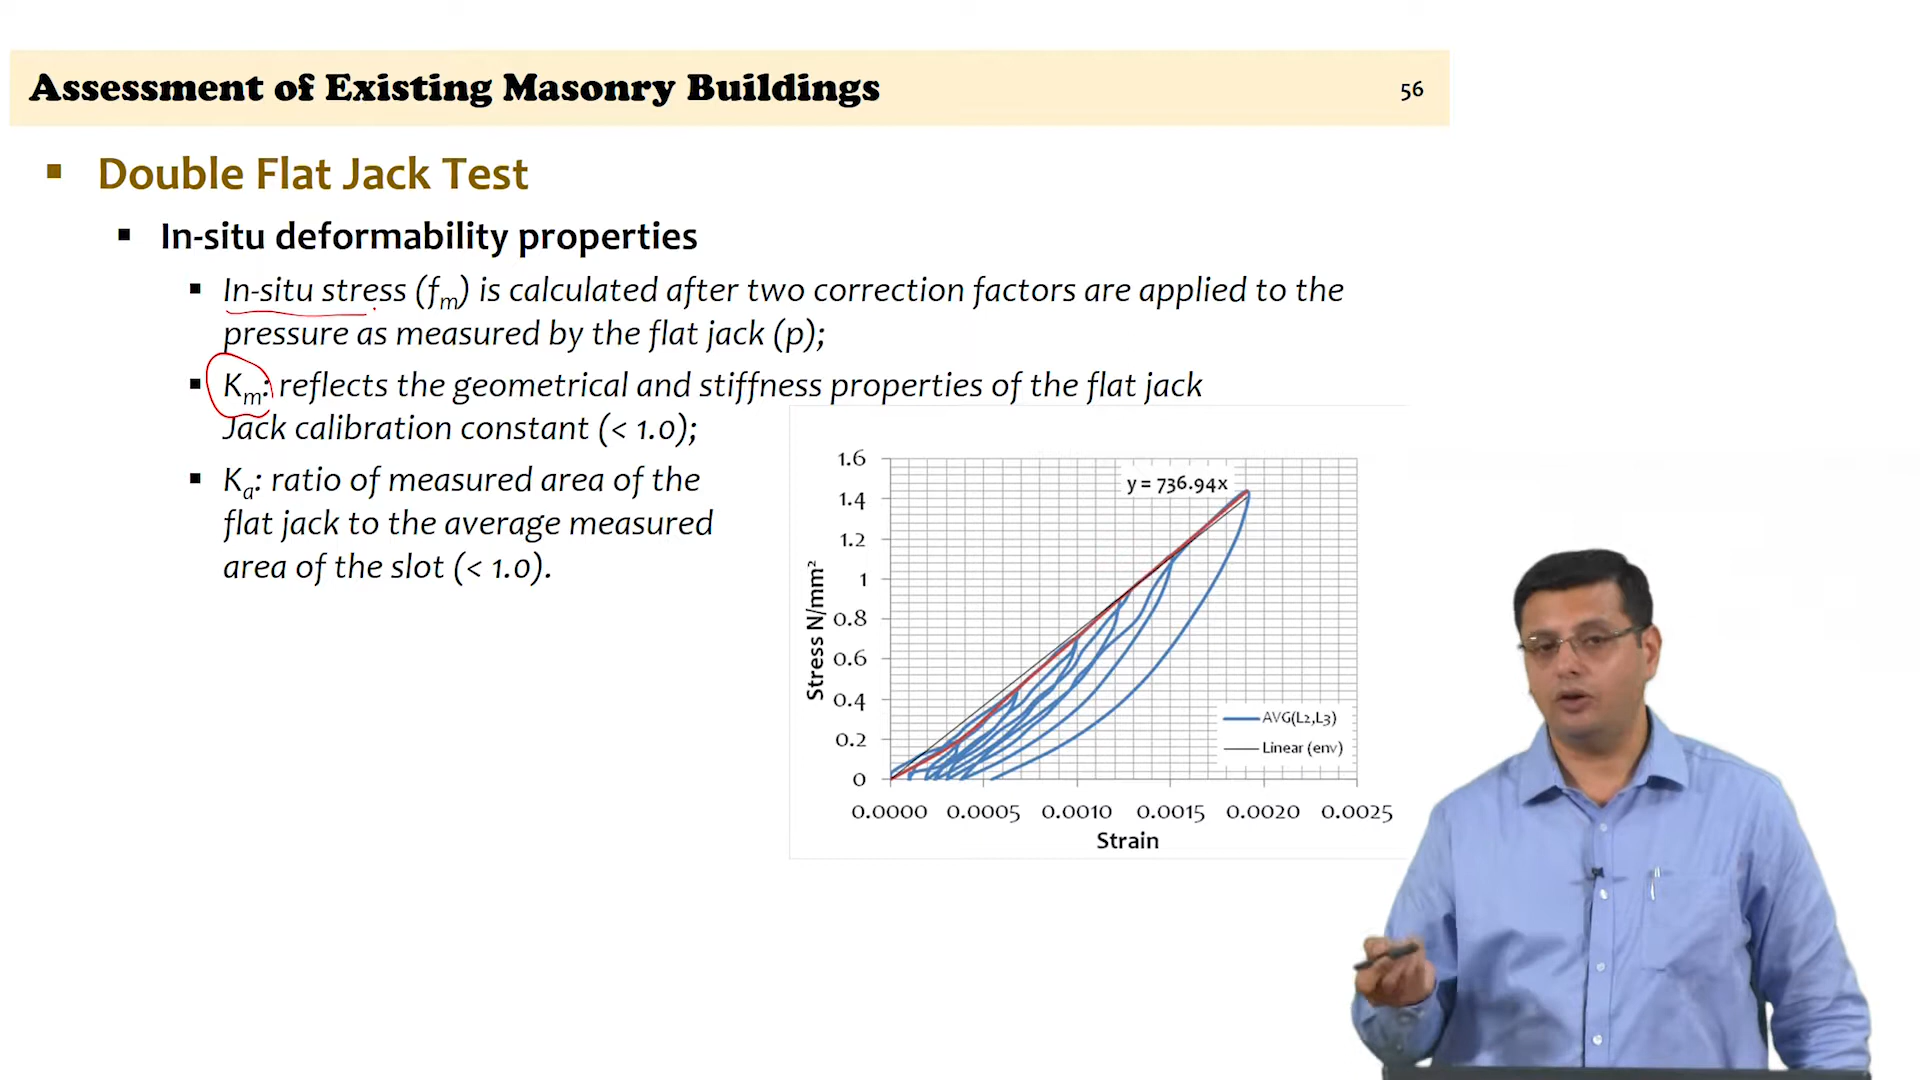 Assessment of Existing Masonry Buildings
56
Double Flat Jack Test
In-situ deformability properties
In-situ stress (fm) is calculated after two correction factors are applied to the
pressure as measured by the flat jack (p);
Km: reflects the geometrical and stiffness properties of the flat jack
Jack calibration constant (< 1.0);
Ka: ratio of measured area of the
flat jack to the average measured
area of the slot (< 1.0).
1.6
1.4
1.2
1
0.8
0.6
0.4
0.2
0
Stress N/mm²
y = 736.94x
AVG(L2,L3)
Linear (env)
0.0000 0.0005 0.0010 0.0015 0.0020 0.0025
Strain